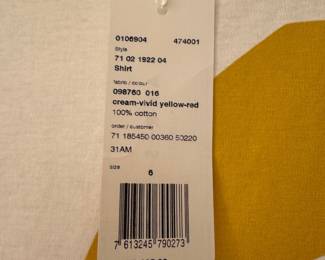 0106904 474001
Style
71 02 1922 04
Shirt
fabric / colour
098760 016
cream-vivid yellow-red
100% cotton
order / customer
71 185450 00360 50220
31AM
size
6
7 613245 790273